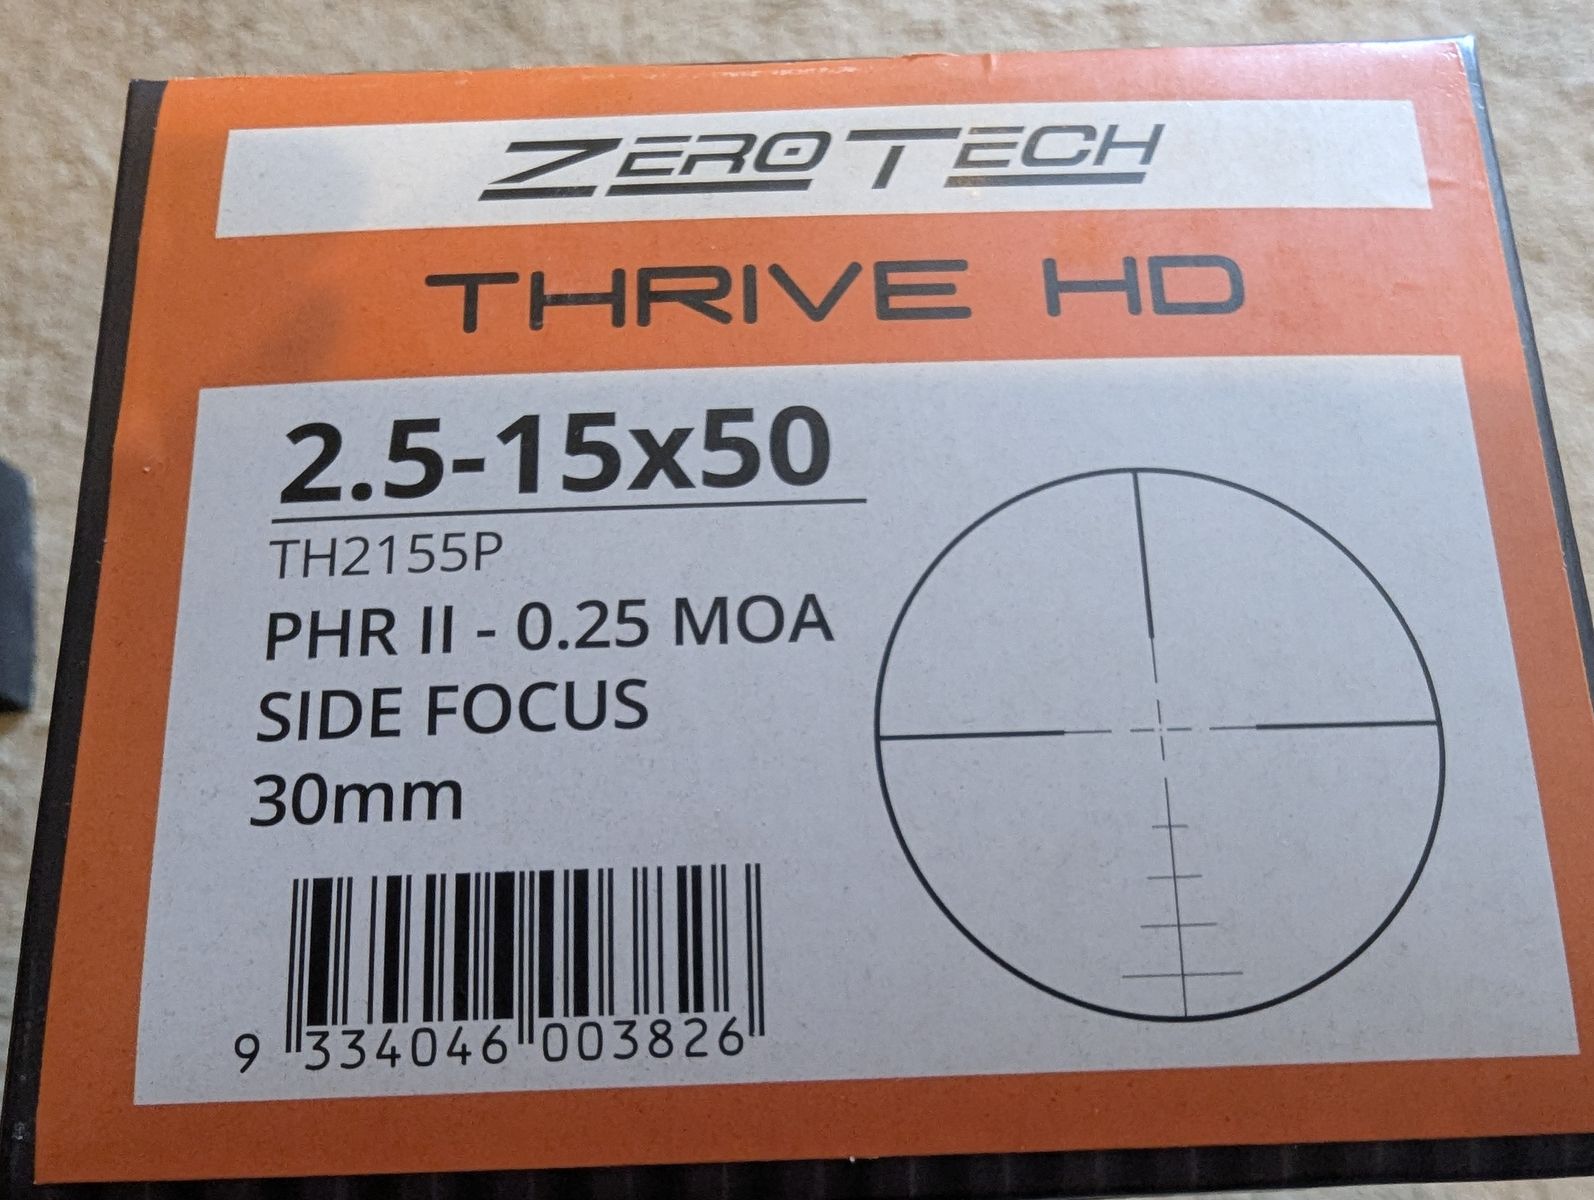 ZEROTECH
THRIVE HD
2.5-15x50
TH2155P
PHR II - 0.25 MOA
SIDE FOCUS
30mm
9 334046 003826